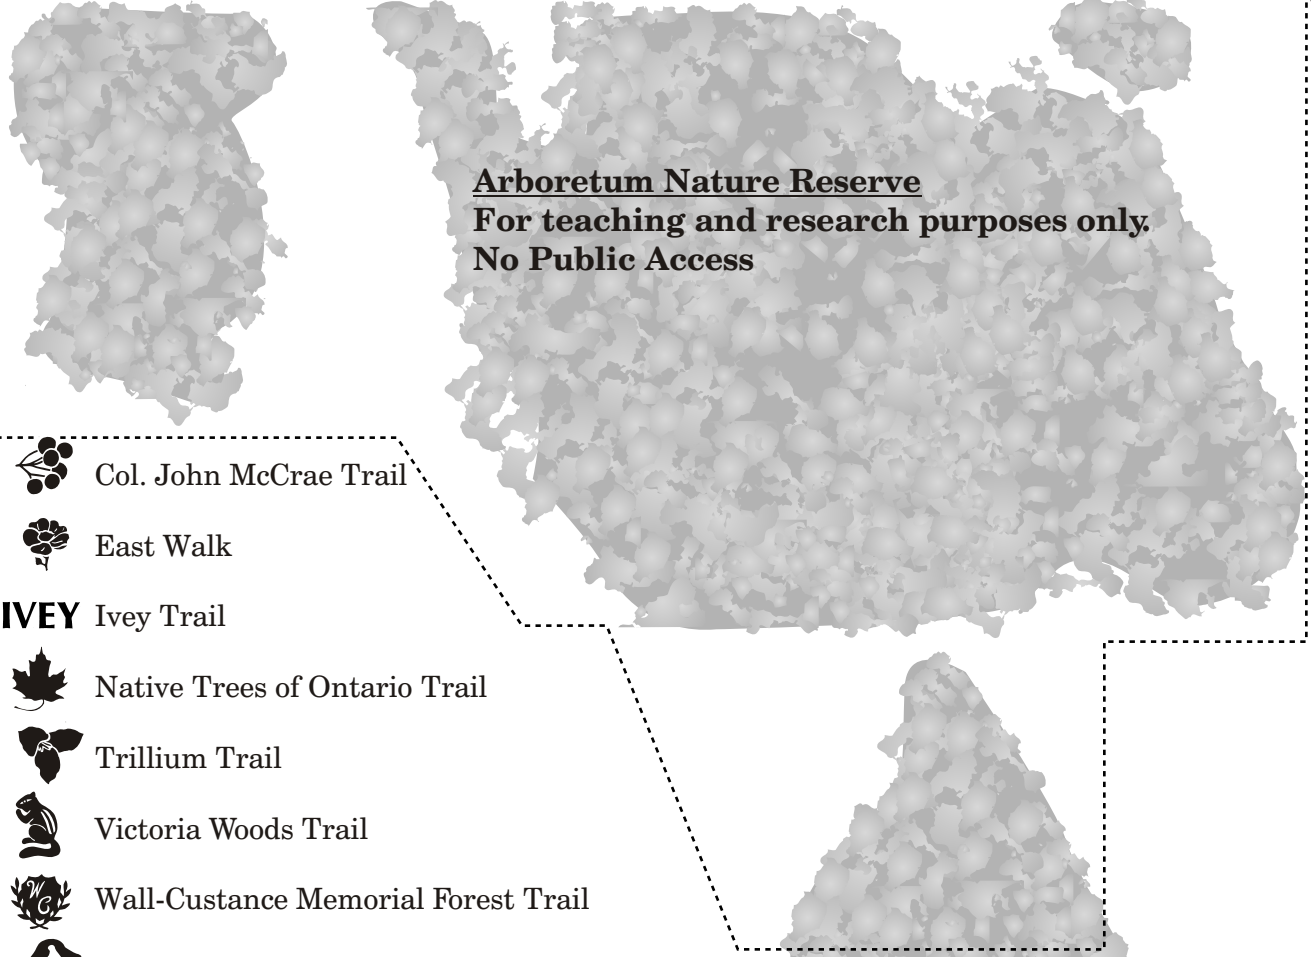 Arboretum Nature Reserve
For teaching and research purposes only.
No Public Access
Col. John McCrae Trail
East Walk
IVEY Ivey Trail
Native Trees of Ontario Trail
Trillium Trail
Victoria Woods Trail
WC Wall-Custance Memorial Forest Trail